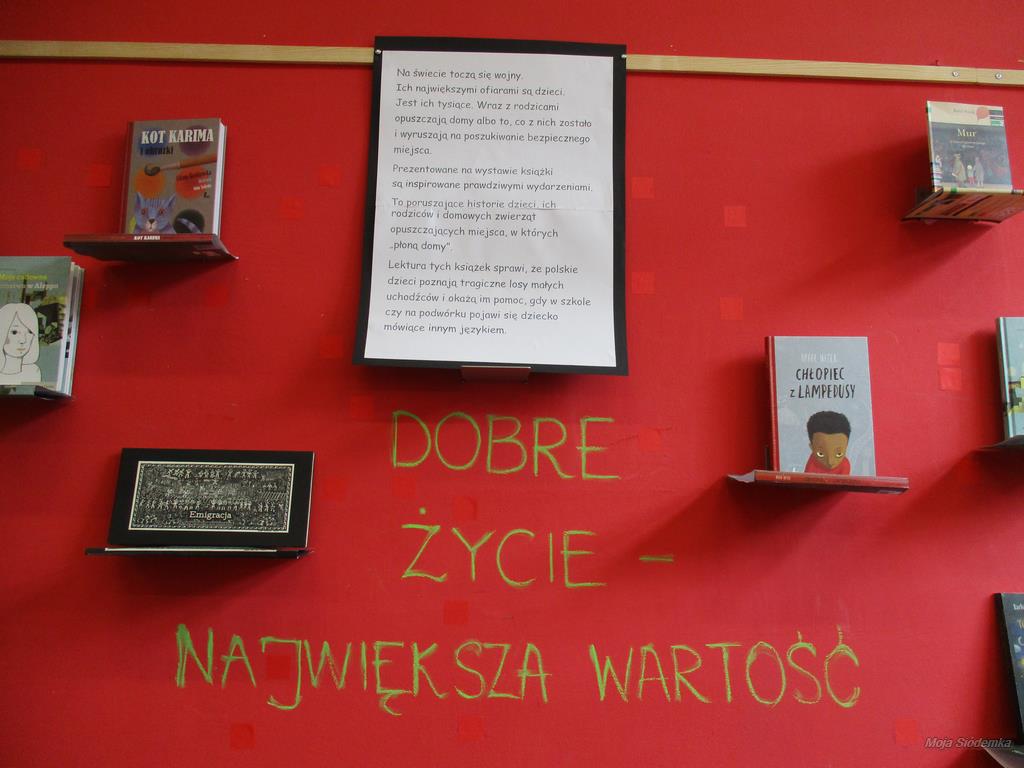 Na świecie toczą się wojny.
Ich największymi ofiarami są dzieci.
Jest ich tysiące. Wraz z rodzicami
opuszczają domy albo to, co z nich zostało
i wyruszają na poszukiwanie bezpiecznego
miejsca.
Prezentowane na wystawie książki
są inspirowane prawdziwymi wydarzeniami.
To poruszające historie dzieci, ich
rodziców i domowych zwierząt
opuszczających miejsca, w których
„płoną domy”.
Lektura tych książek sprawi, że polskie
dzieci poznają tragiczne losy małych
uchodźców i okażą im pomoc, gdy w szkole
czy na podwórku pojawi się dziecko
mówiące innym językiem.
KOT KARIMA
i obrazki
KOT KARIMA
Mur
w Aleppo
CHŁOPIEC
z LAMPEDUSY
Emigracja
DOBRE
ŻYCIE –
NAJWIĘKSZA WARTOŚĆ
Moja Siódemka